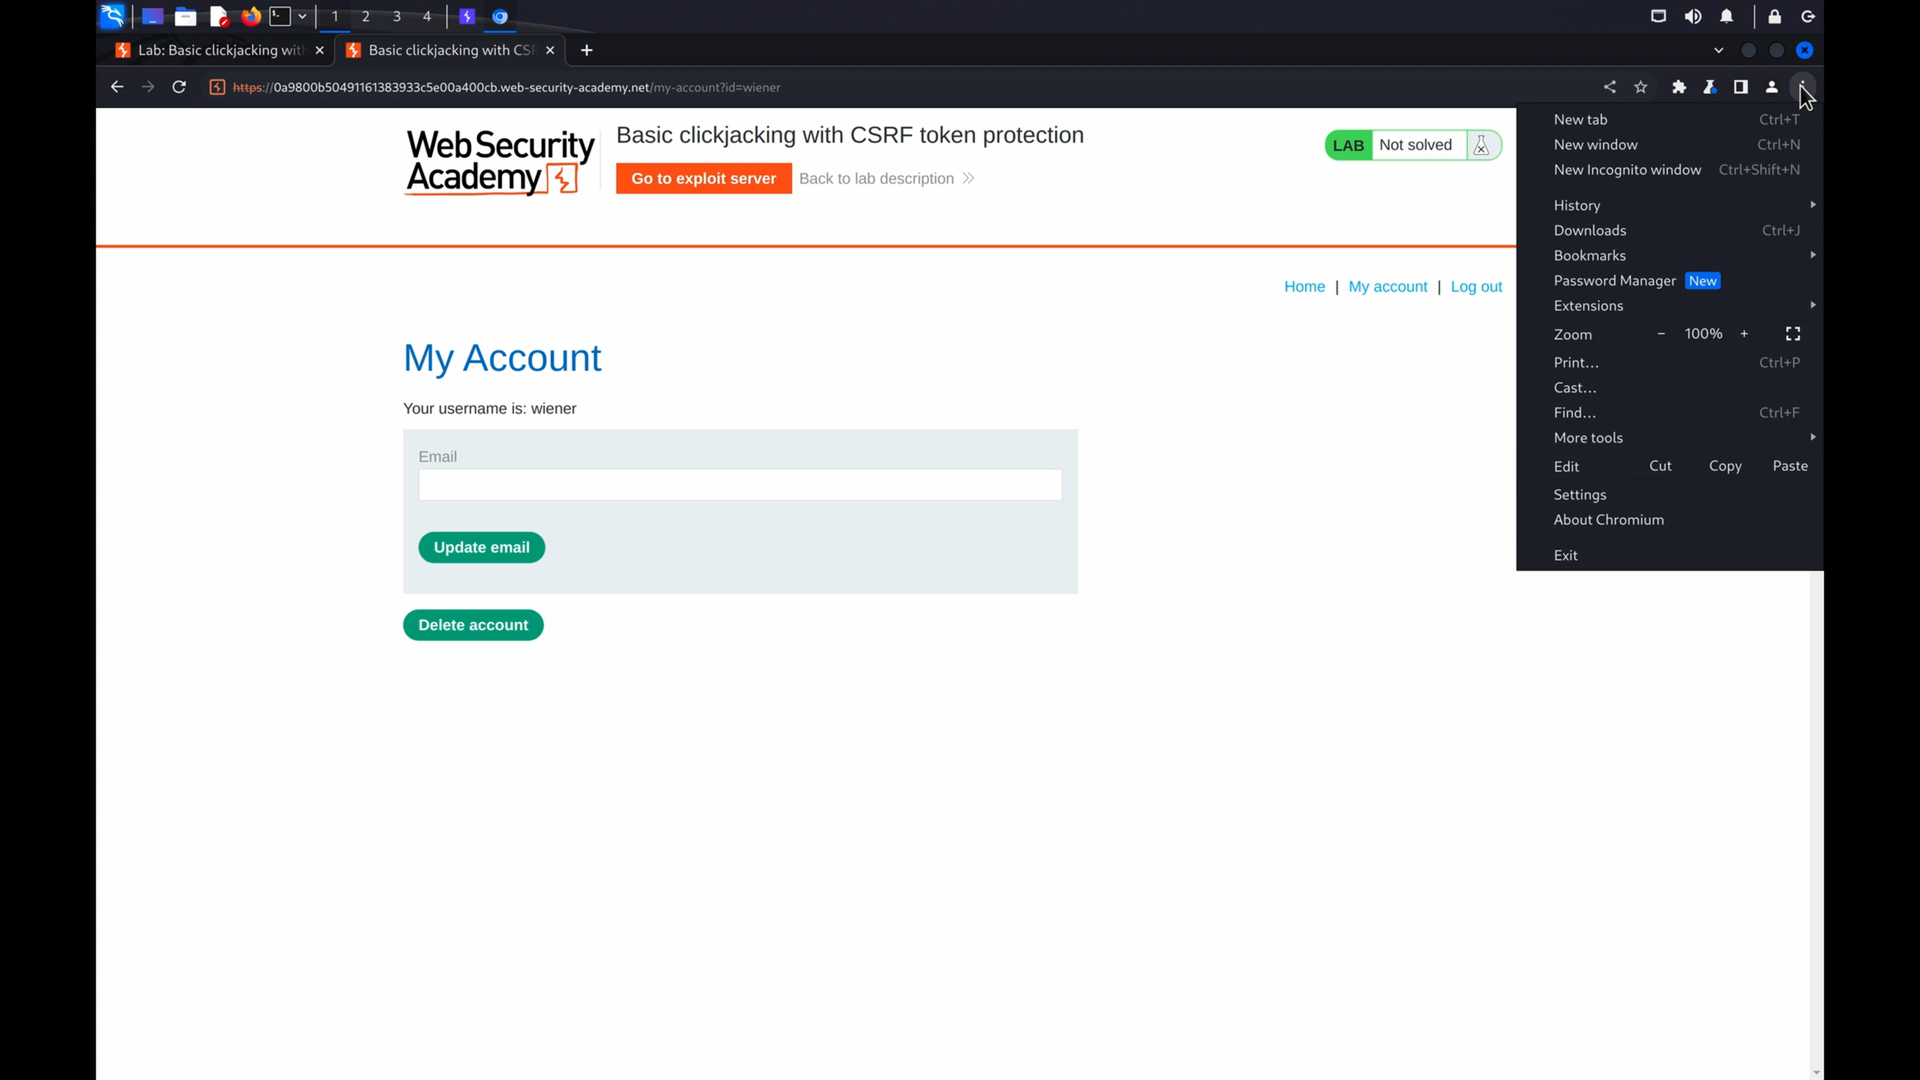 1 2 3 4
Lab: Basic clickjacking wit
Basic clickjacking with CS
https://0a9800b50491161383933c5e00a400cb.web-security-academy.net/my-account?id=wiener
Web Security
Academy
Basic clickjacking with CSRF token protection
Go to exploit server
Back to lab description
LAB Not solved
Home | My account | Log out
My Account
Your username is: wiener
Email
Update email
Delete account
New tab Ctrl+T
New window Ctrl+N
New Incognito window Ctrl+Shift+N
History
Downloads Ctrl+J
Bookmarks
Password Manager New
Extensions
Zoom − 100% +
Print... Ctrl+P
Cast...
Find... Ctrl+F
More tools
Edit Cut Copy Paste
Settings
About Chromium
Exit